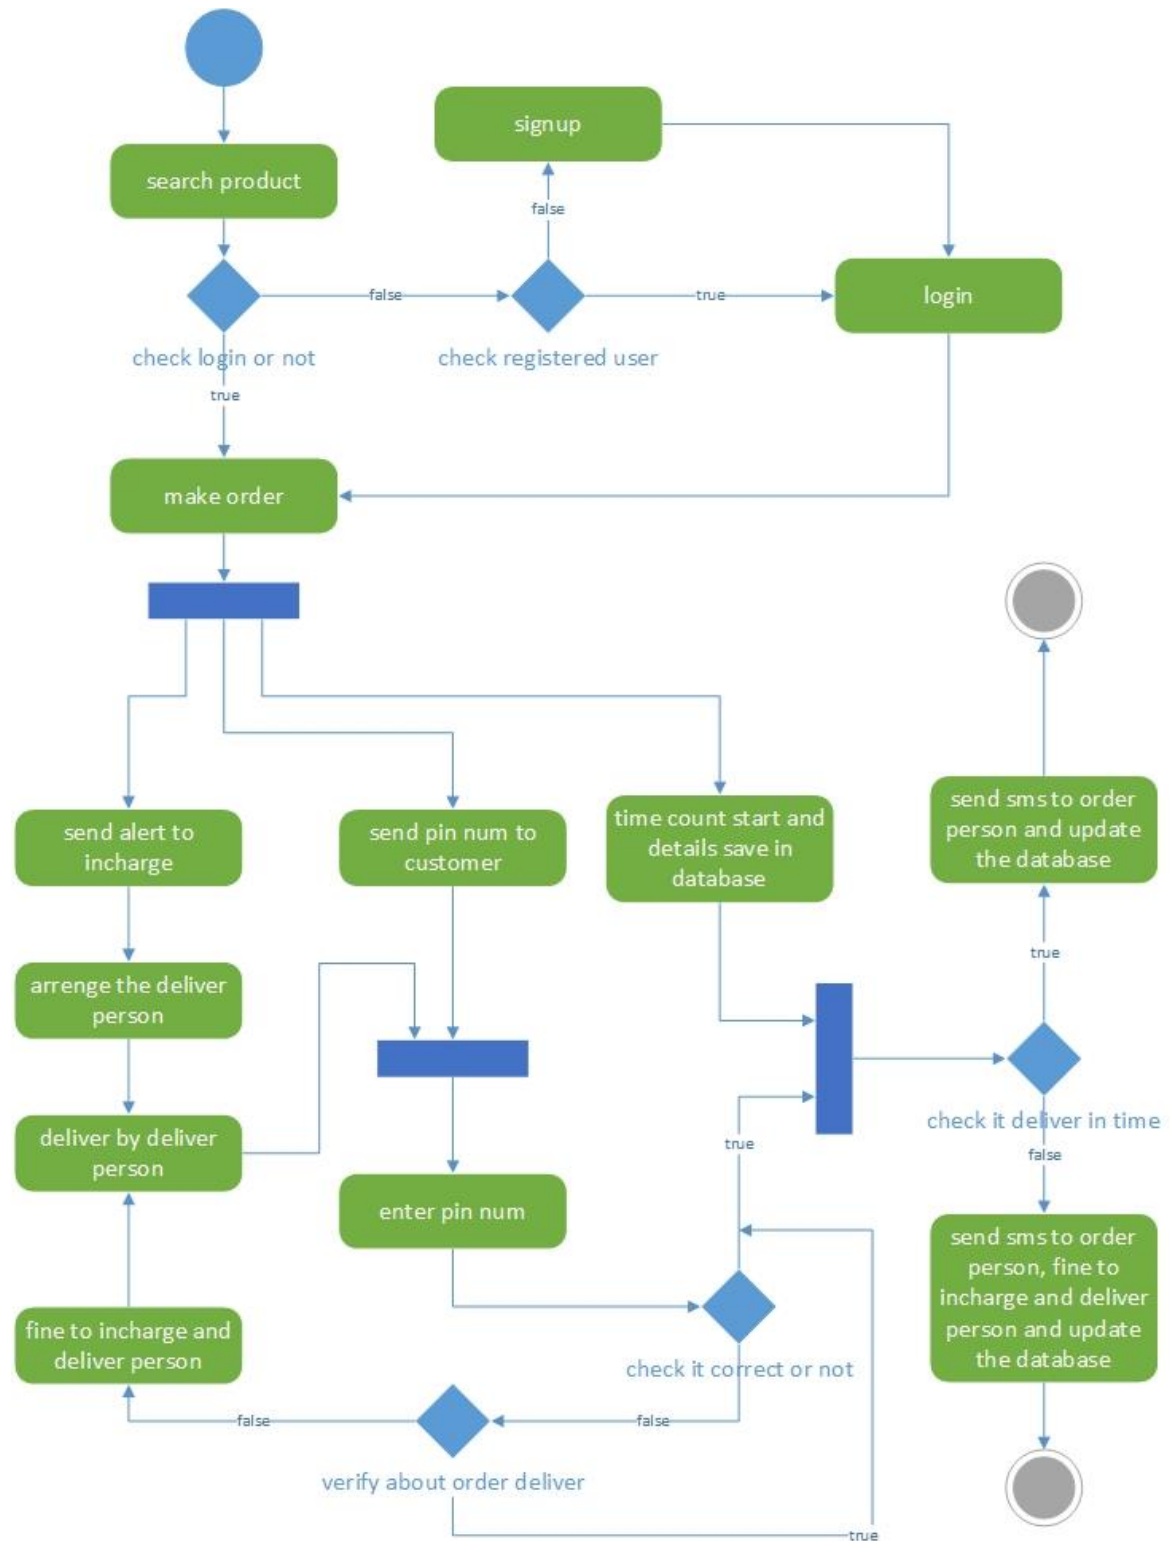 signup
search product
false
false
true
login
check login or not
check registered user
true
make order
send alert to
incharge
send pin num to
customer
time count start and
details save in
database
send sms to order
person and update
the database
true
arrenge the deliver
person
deliver by deliver
person
check it deliver in time
true
false
enter pin num
send sms to order
person, fine to
incharge and deliver
person and update
the database
fine to incharge and
deliver person
check it correct or not
false
false
verify about order deliver
true